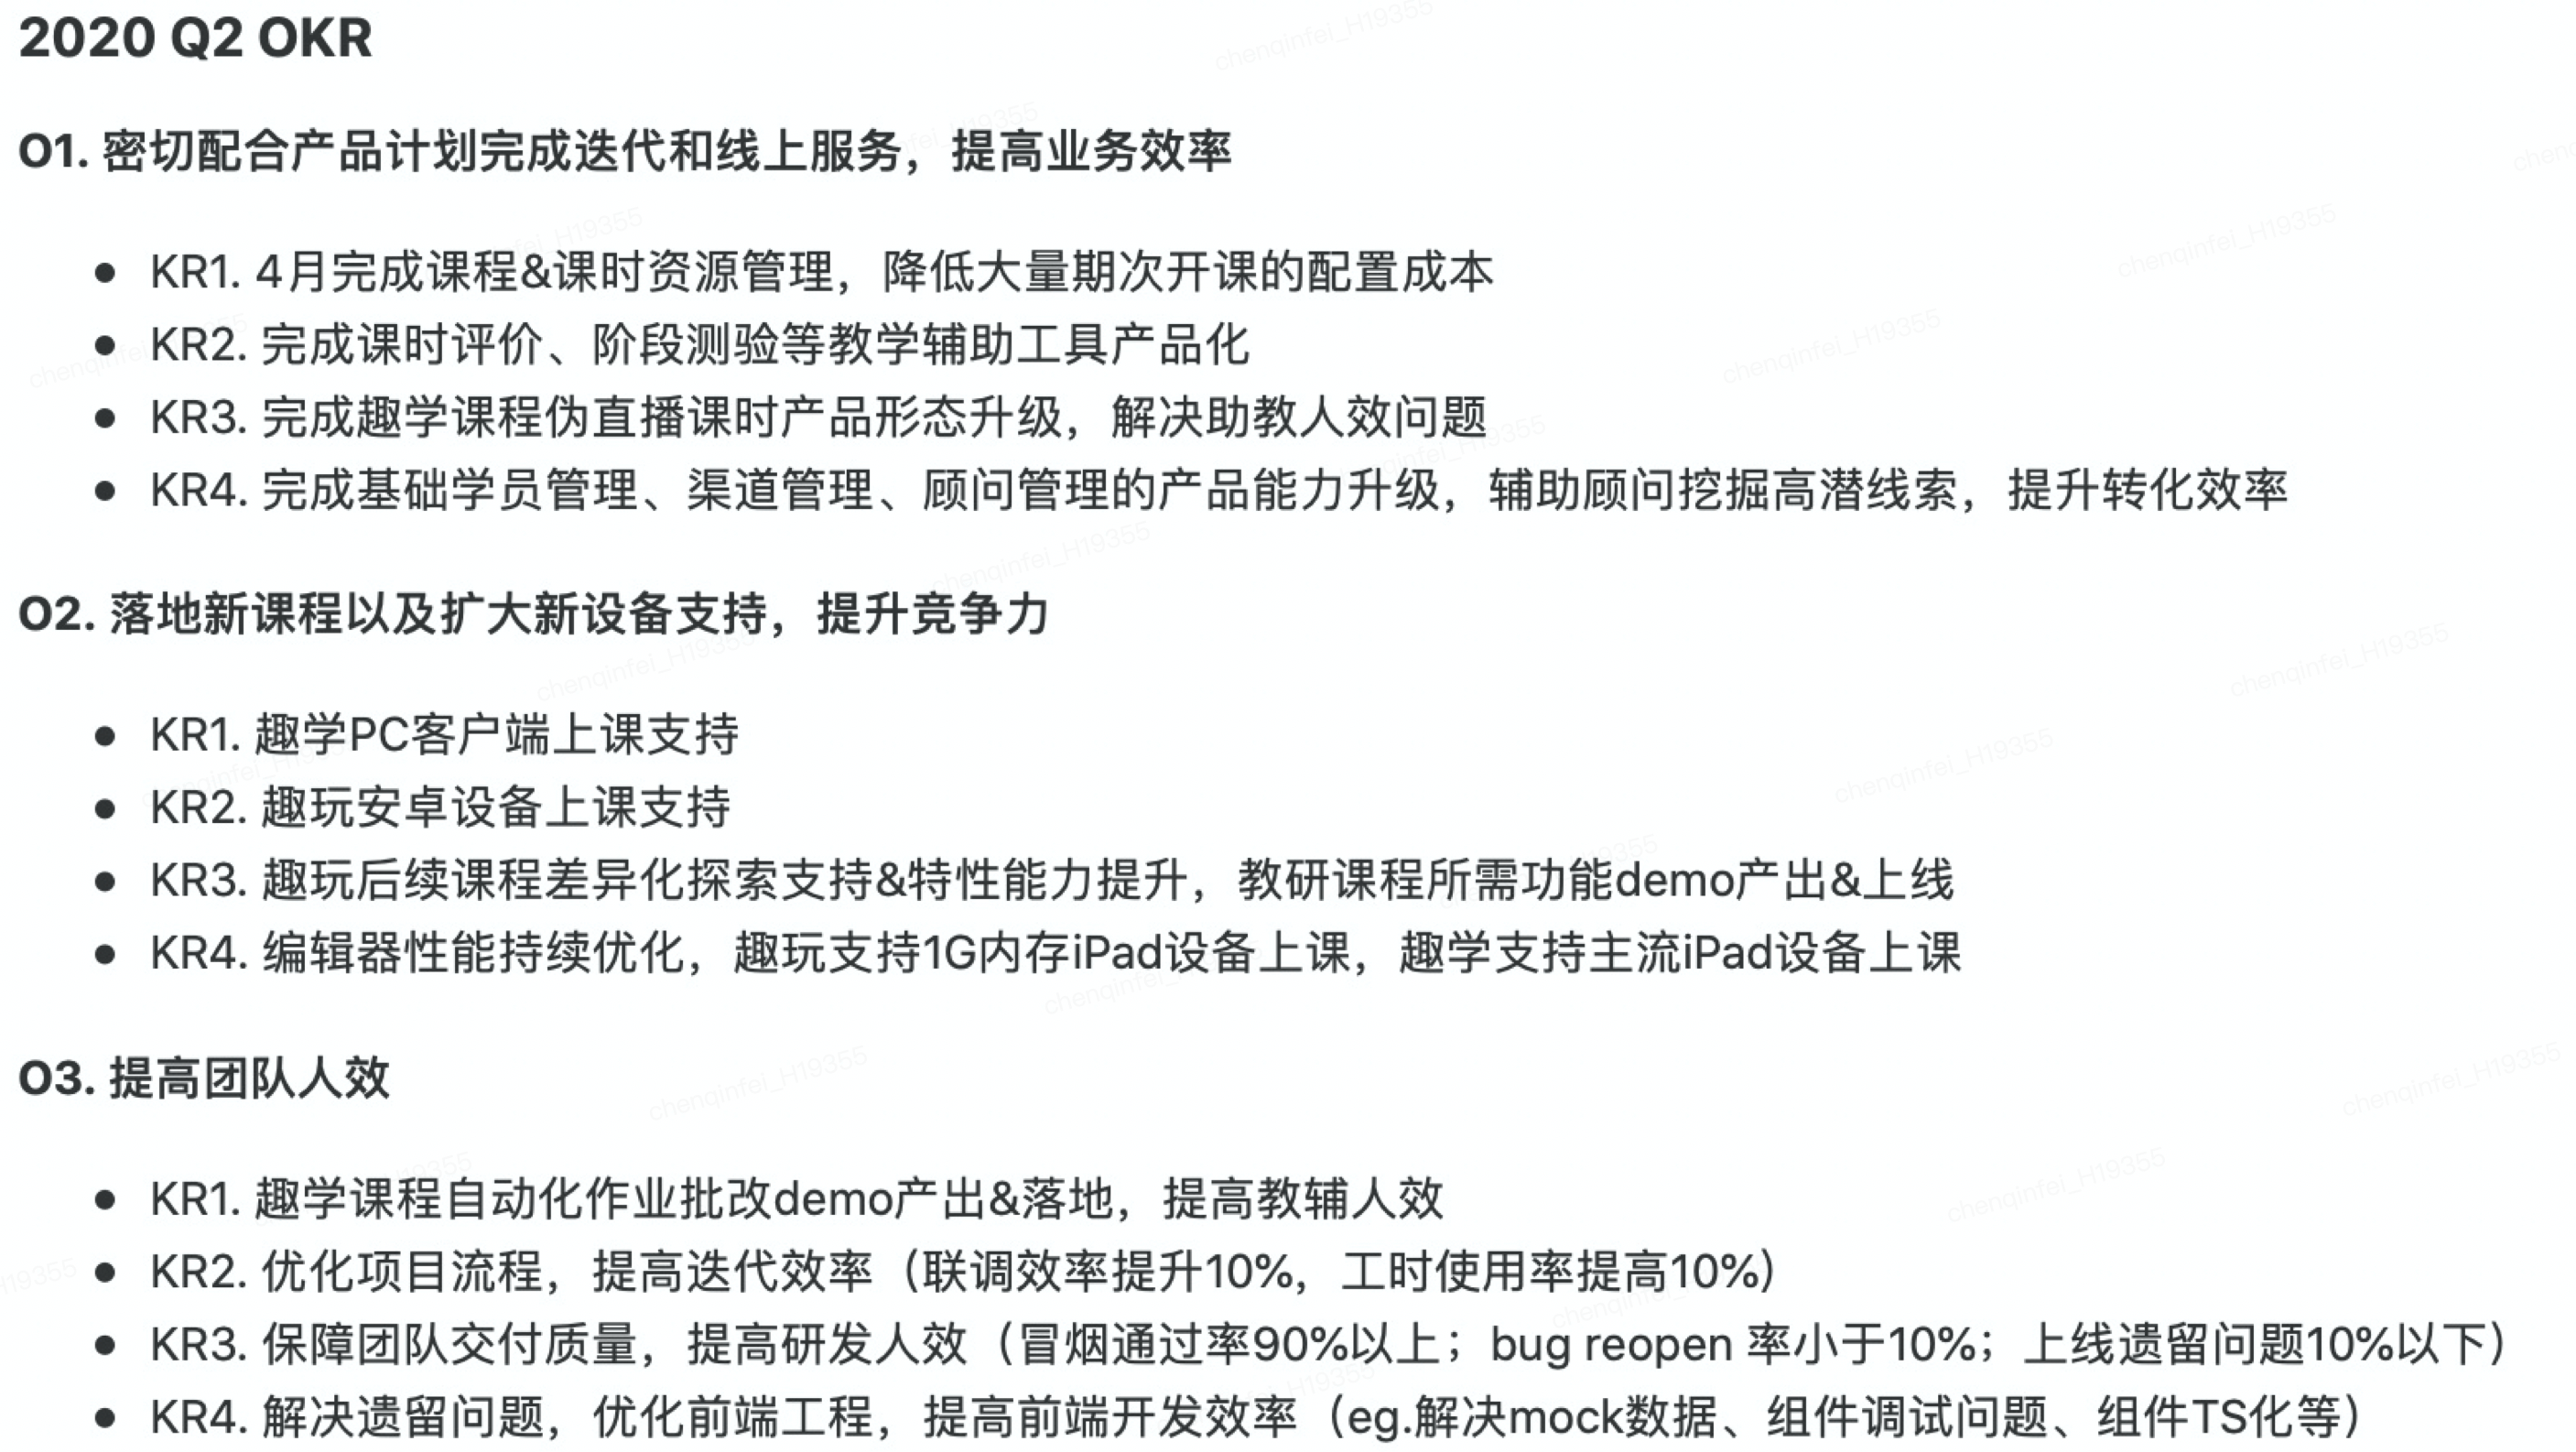 2020 Q2 OKR
O1. 密切配合产品计划完成迭代和线上服务，提高业务效率
KR1. 4月完成课程&课时资源管理，降低大量期次开课的配置成本
KR2. 完成课时评价、阶段测验等教学辅助工具产品化
KR3. 完成趣学课程伪直播课时产品形态升级，解决助教人效问题
KR4. 完成基础学员管理、渠道管理、顾问管理的产品能力升级，辅助顾问挖掘高潜线索，提升转化效率
O2. 落地新课程以及扩大新设备支持，提升竞争力
KR1. 趣学PC客户端上课支持
KR2. 趣玩安卓设备上课支持
KR3. 趣玩后续课程差异化探索支持&特性能力提升，教研课程所需功能demo产出&上线
KR4. 编辑器性能持续优化，趣玩支持1G内存iPad设备上课，趣学支持主流iPad设备上课
O3. 提高团队人效
KR1. 趣学课程自动化作业批改demo产出&落地，提高教辅人效
KR2. 优化项目流程，提高迭代效率（联调效率提升10%，工时使用率提高10%）
KR3. 保障团队交付质量，提高研发人效（冒烟通过率90%以上；bug reopen 率小于10%；上线遗留问题10%以下）
KR4. 解决遗留问题，优化前端工程，提高前端开发效率（eg.解决mock数据、组件调试问题、组件TS化等）
chenqinfei_H19355